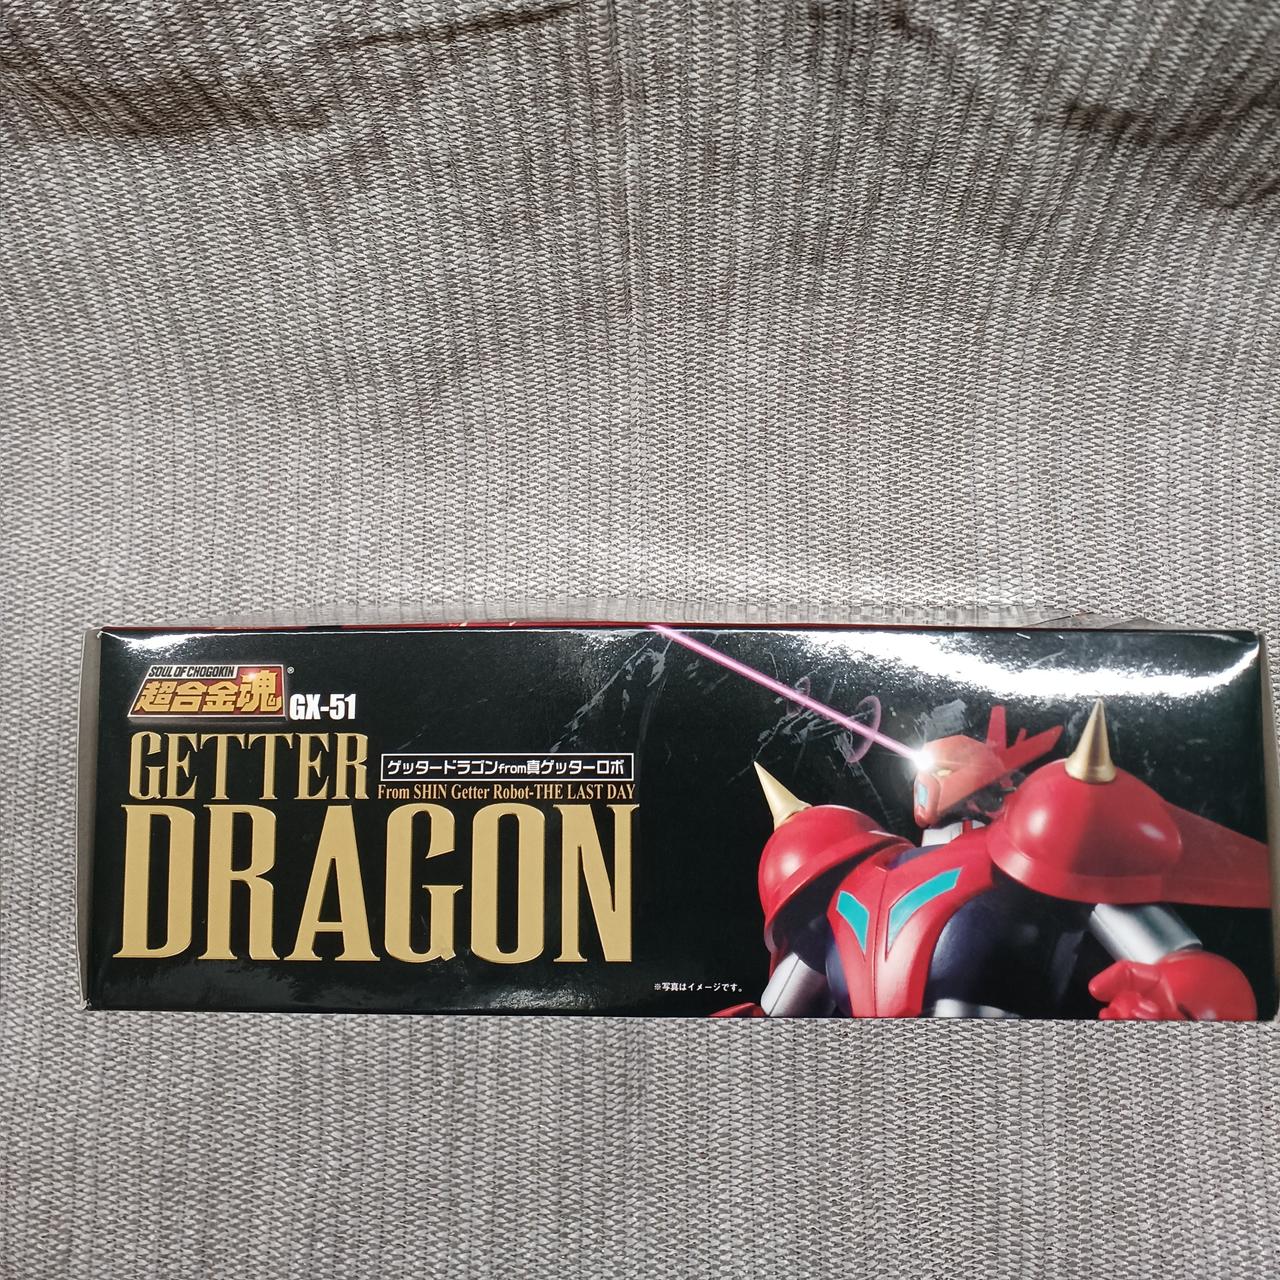 SOUL OF CHOGOKIN
超合金魂®
GX-51
GETTER
ゲッタードラゴンfrom真ゲッターロボ
From SHIN Getter Robot-THE LAST DAY
DRAGON
※写真はイメージです。